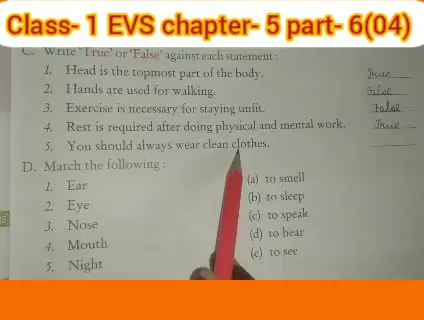 Class- 1 EVS chapter- 5 part- 6(04)
C. Write 'True' or 'False' against each statement :
1. Head is the topmost part of the body. True
2. Hands are used for walking. False
3. Exercise is necessary for staying unfit. False
4. Rest is required after doing physical and mental work. True
5. You should always wear clean clothes.
D. Match the following :
1. Ear (a) to smell
2. Eye (b) to sleep
3. Nose (c) to speak
4. Mouth (d) to hear
5. Night (e) to see